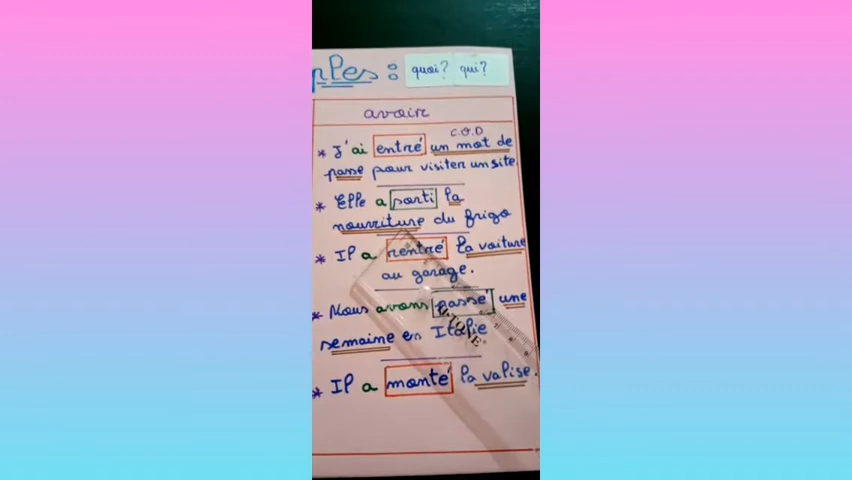 ples : quoi? qui?
avoir
C.O.D
* J'ai entré un mot de
passe pour visiter un site.
* Elle a sorti la
nourriture du frigo
* Il a rentré la voiture
au garage.
* Nous avons passé une
semaine en Italie
* Il a monté la valise.